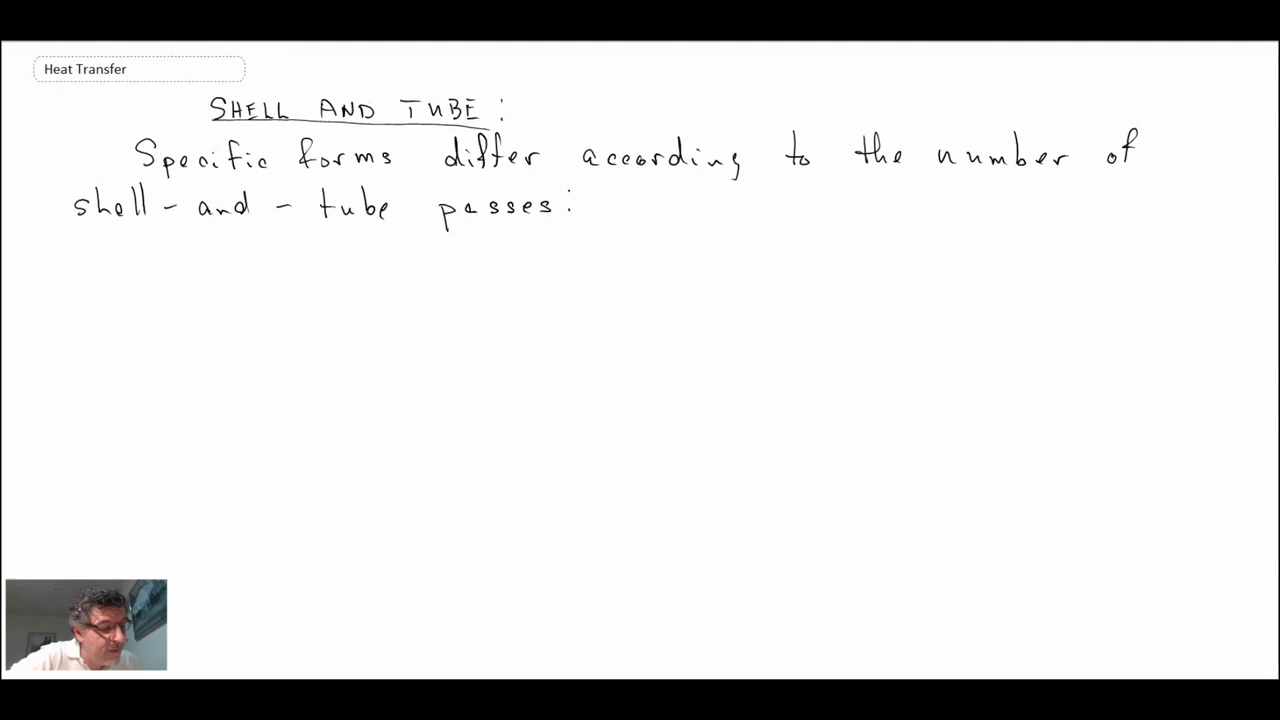 Heat Transfer
SHELL AND TUBE:
Specific forms differ according to the number of
shell-and-tube passes: